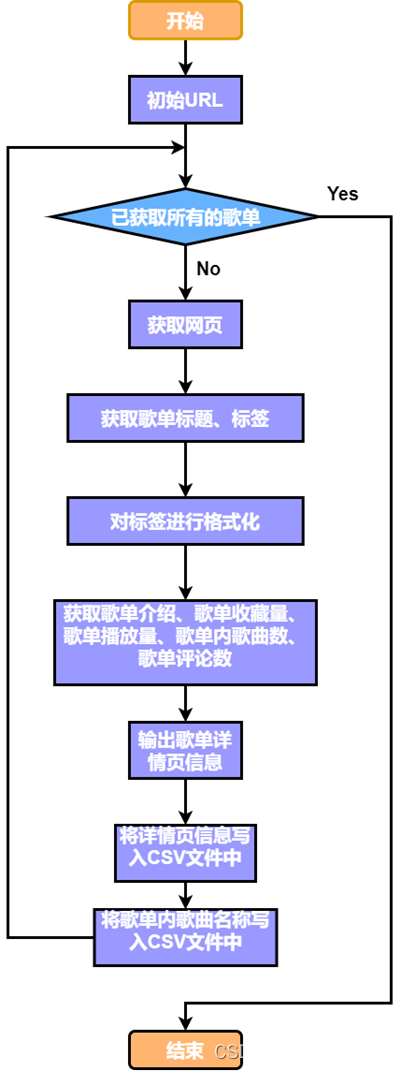 开始
初始URL
已获取所有的歌单
Yes
No
获取网页
获取歌单标题、标签
对标签进行格式化
获取歌单介绍、歌单收藏量、
歌单播放量、歌单内歌曲数、
歌单评论数
输出歌单详
情页信息
将详情页信息写
入CSV文件中
将歌单内歌曲名称写
入CSV文件中
结束